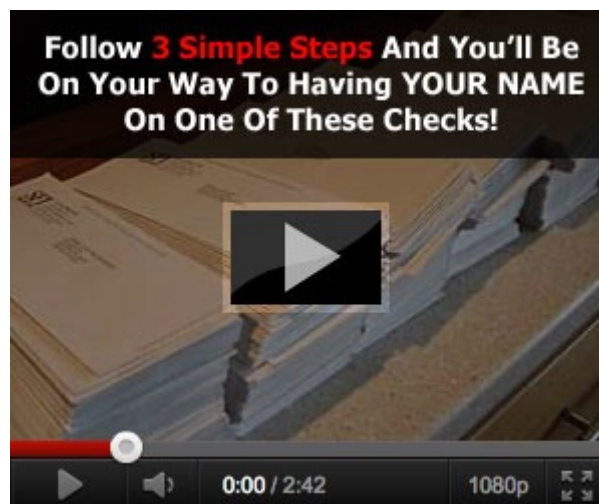 Follow 3 Simple Steps And You'll Be
On Your Way To Having YOUR NAME
On One Of These Checks!
0:00 / 2:42
1080p